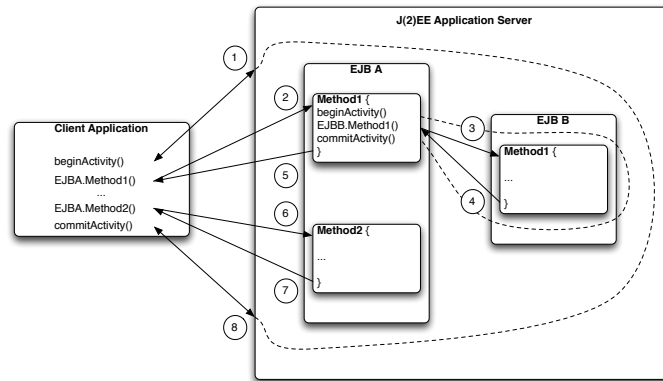 J(2)EE Application Server
1
EJB A
2
Method1 {
beginActivity()
EJBB.Method1()
commitActivity()
}
3
EJB B
Method1 {
...
}
4
Client Application
beginActivity()
EJBA.Method1()
...
EJBA.Method2()
commitActivity()
5
6
Method2 {
...
}
7
8